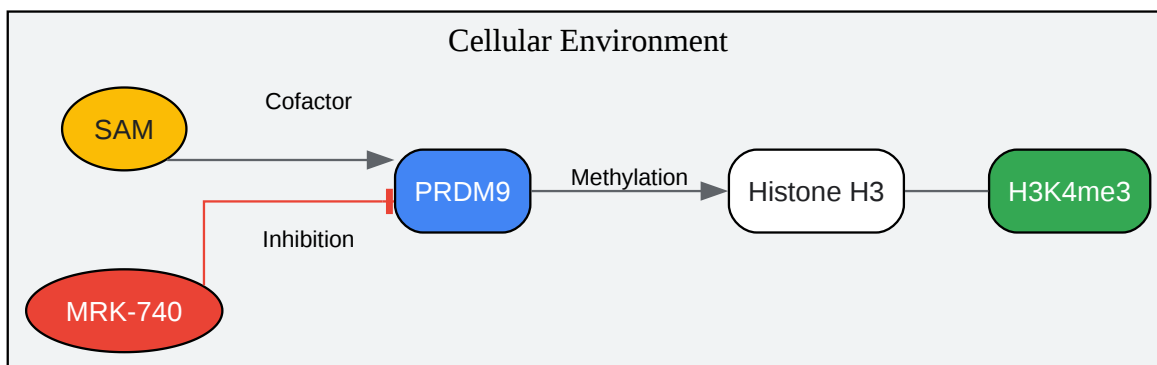 Cellular Environment
SAM
Cofactor
PRDM9
Methylation
Histone H3
H3K4me3
Inhibition
MRK-740